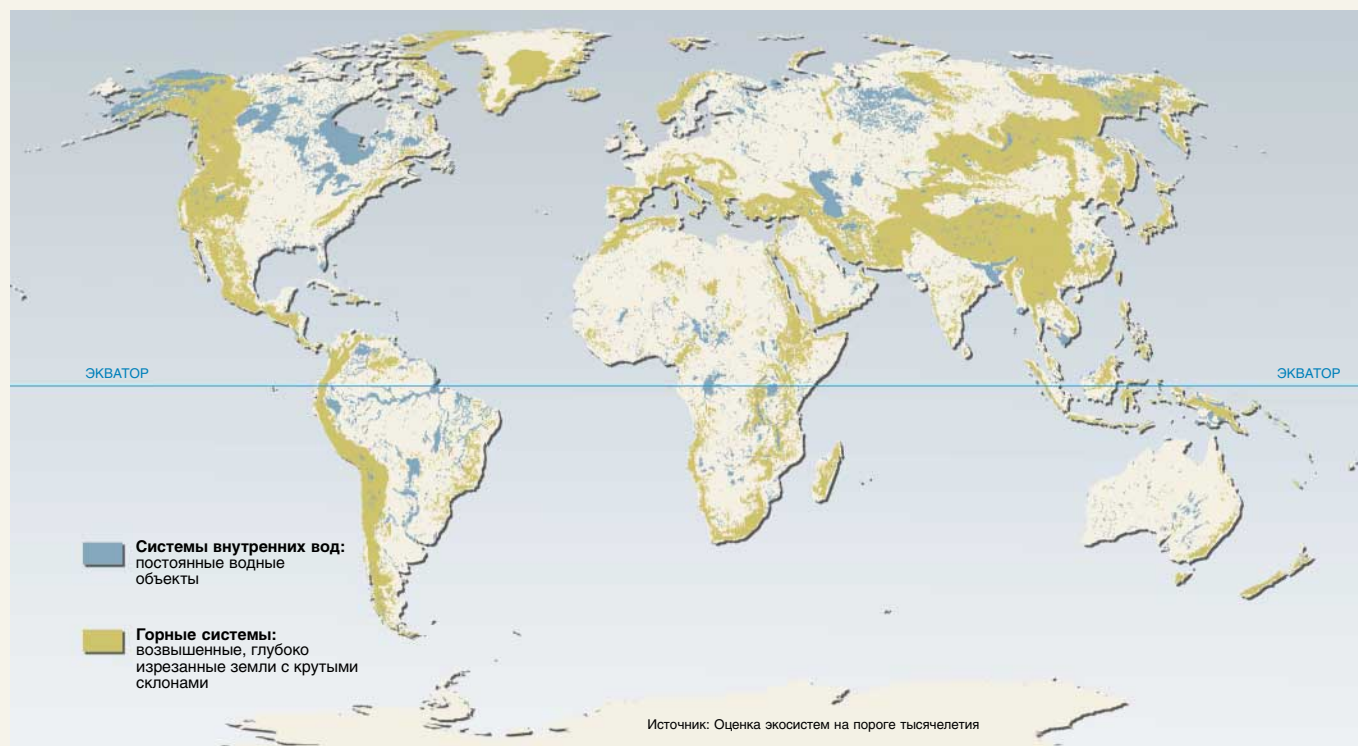 ЭКВАТОР
ЭКВАТОР
Системы внутренних вод:
постоянные водные
объекты
Горные системы:
возвышенные, глубоко
изрезанные земли с крутыми
склонами
Источник: Оценка экосистем на пороге тысячелетия